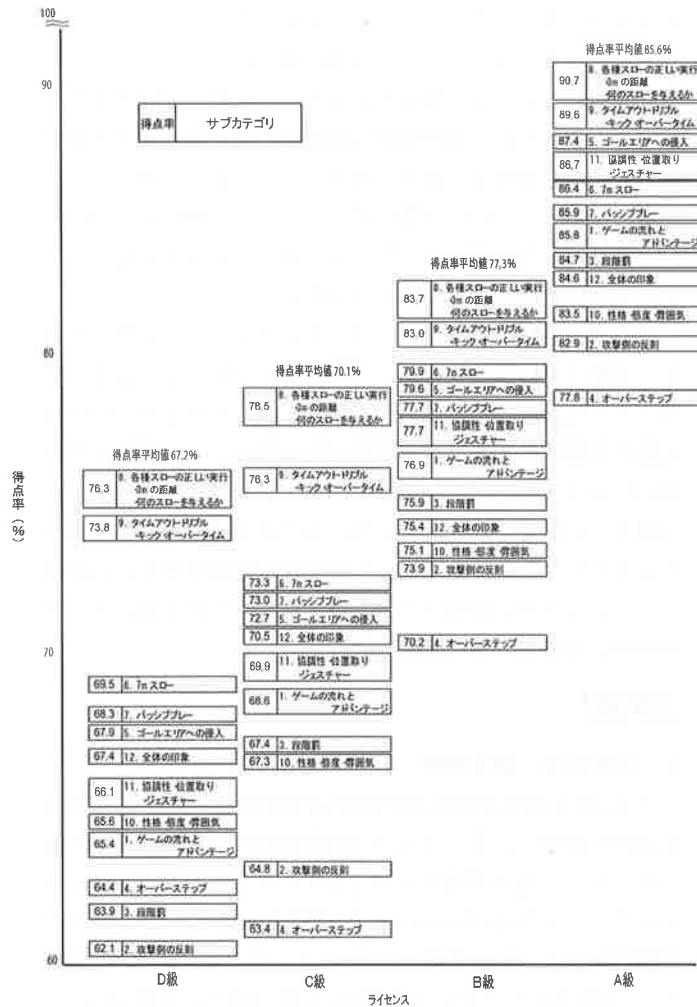 100
90
80
70
60
得点率（%）
得点率 サブカテゴリ
得点率平均値67,2%
76,3 8. 各種スローの正しい実行
・3mの距離
・何のスローを与えるか
73.8 9. タイムアウト・ドリブル
・キック・オーバータイム
69.5 6. 7mスロー
68.3 7. パッシブプレー
67.9 5. ゴールエリアへの侵入
67.4 12. 全体の印象
66.1 11. 協調性・位置取り
・ジェスチャー
65.6 10. 性格・態度・雰囲気
65.4 1. ゲームの流れと
アドバンテージ
64.4 4. オーバーステップ
63.9 3. 段階罰
62.1 2. 攻撃側の反則
D級
得点率平均値70.1%
78.5 8. 各種スローの正しい実行
・3mの距離
・何のスローを与えるか
76.3 9. タイムアウト・ドリブル
・キック・オーバータイム
73.3 6. 7mスロー
73.0 7. パッシブプレー
72.7 5. ゴールエリアへの侵入
70.5 12. 全体の印象
69.9 11. 協調性・位置取り
・ジェスチャー
68.6 1. ゲームの流れと
アドバンテージ
67.4 3. 段階罰
67.3 10. 性格・態度・雰囲気
64.8 2. 攻撃側の反則
63.4 4. オーバーステップ
C級
得点率平均値77,3%
83.7 8. 各種スローの正しい実行
・3mの距離
・何のスローを与えるか
83.0 9. タイムアウト・ドリブル
・キック・オーバータイム
79.9 6. 7mスロー
79.6 5. ゴールエリアへの侵入
77.7 7. パッシブプレー
77.7 11. 協調性・位置取り
・ジェスチャー
76.9 1. ゲームの流れと
アドバンテージ
75.9 3. 段階罰
75.4 12. 全体の印象
75.1 10. 性格・態度・雰囲気
73.9 2. 攻撃側の反則
70.2 4. オーバーステップ
B級
得点率平均値85,6%
90.7 8. 各種スローの正しい実行
・3mの距離
・何のスローを与えるか
89.6 9. タイムアウト・ドリブル
・キック・オーバータイム
87.4 5. ゴールエリアへの侵入
86,7 11. 協調性・位置取り
・ジェスチャー
86.4 6. 7mスロー
85.9 7. パッシブプレー
85.8 1. ゲームの流れと
アドバンテージ
84.7 3. 段階罰
84.6 12. 全体の印象
83.5 10. 性格・態度・雰囲気
82.9 2. 攻撃側の反則
77.8 4. オーバーステップ
A級
ライセンス